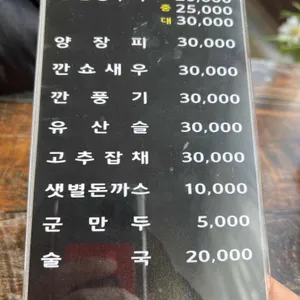 중 25,000
대 30,000
양 장 피 30,000
깐 쇼 새 우 30,000
깐 풍 기 30,000
유 산 슬 30,000
고 추 잡 채 30,000
샛별돈까스 10,000
군 만 두 5,000
술 국 20,000